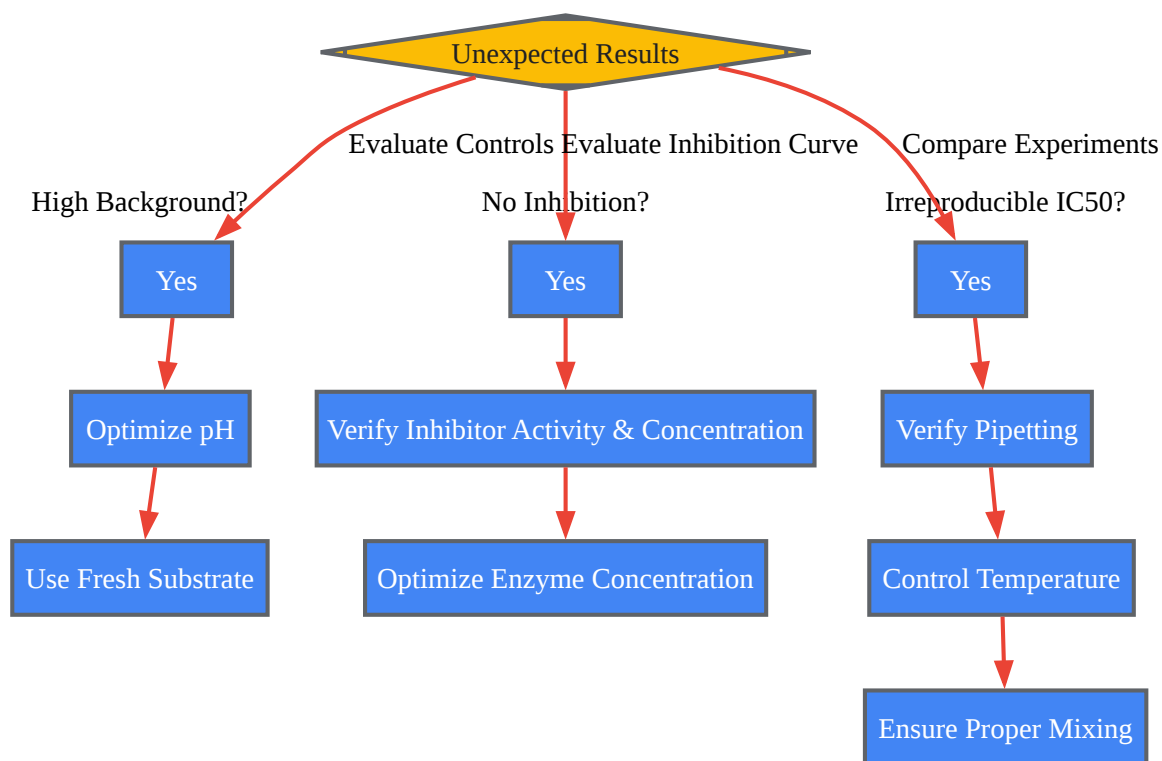 Unexpected Results
Evaluate Controls
Evaluate Inhibition Curve
Compare Experiments
High Background?
No Inhibition?
Irreproducible IC50?
Yes
Yes
Yes
Optimize pH
Verify Inhibitor Activity & Concentration
Verify Pipetting
Use Fresh Substrate
Optimize Enzyme Concentration
Control Temperature
Ensure Proper Mixing